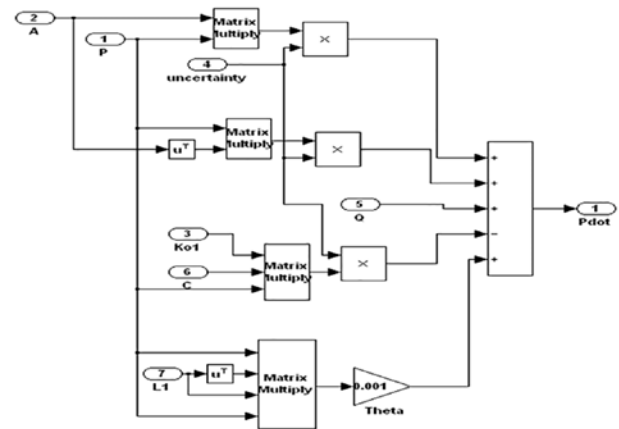 2
A
1
P
Matrix
Multiply
×
4
uncertainty
u^T
Matrix
Multiply
×
5
Q
3
Ko1
6
C
Matrix
Multiply
×
+
+
+
−
+
1
Pdot
7
L1
u^T
Matrix
Multiply
0.001
Theta